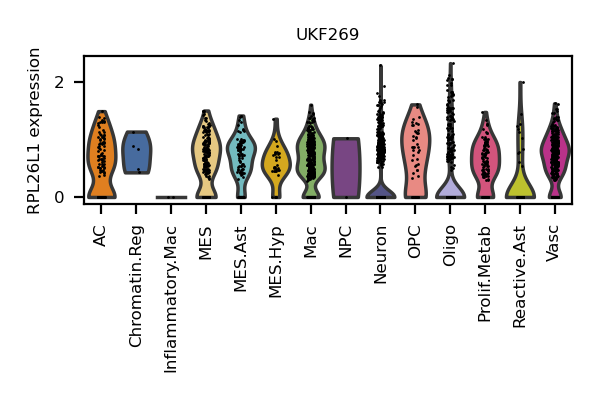 UKF269
RPL26L1 expression
2
0
AC
Chromatin.Reg
Inflammatory.Mac
MES
MES.Ast
MES.Hyp
Mac
NPC
Neuron
OPC
Oligo
Prolif.Metab
Reactive.Ast
Vasc